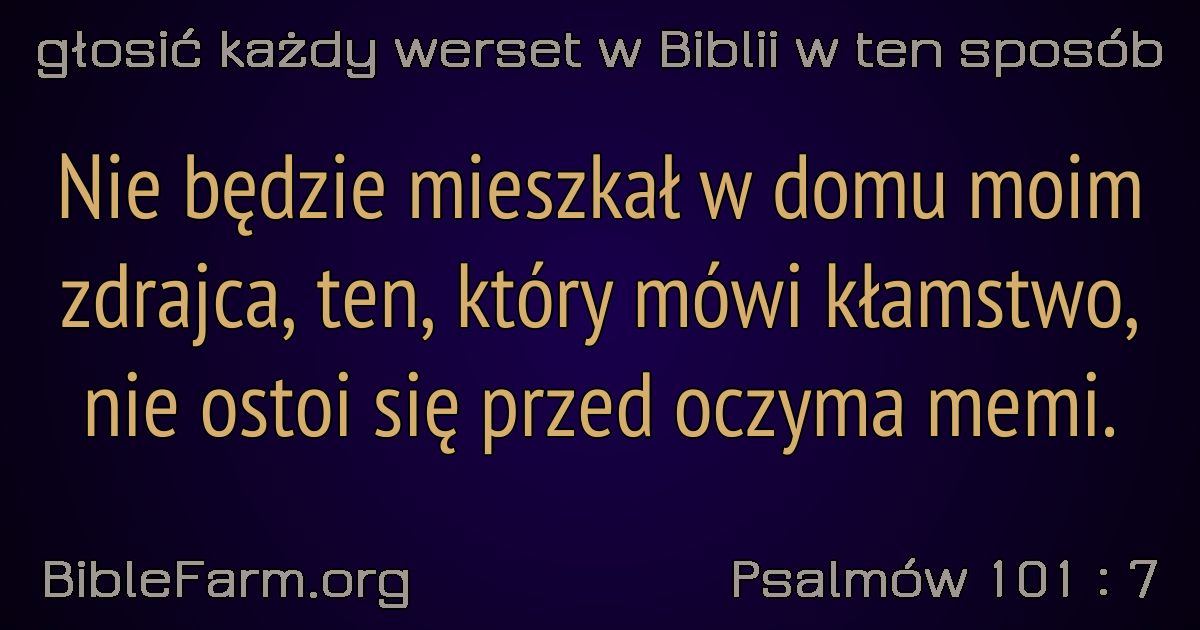 głosić każdy werset w Biblii w ten sposób
Nie będzie mieszkał w domu moim
zdrajca, ten, który mówi kłamstwo,
nie ostoi się przed oczyma memi.
BibleFarm.org
Psalmów 101 : 7